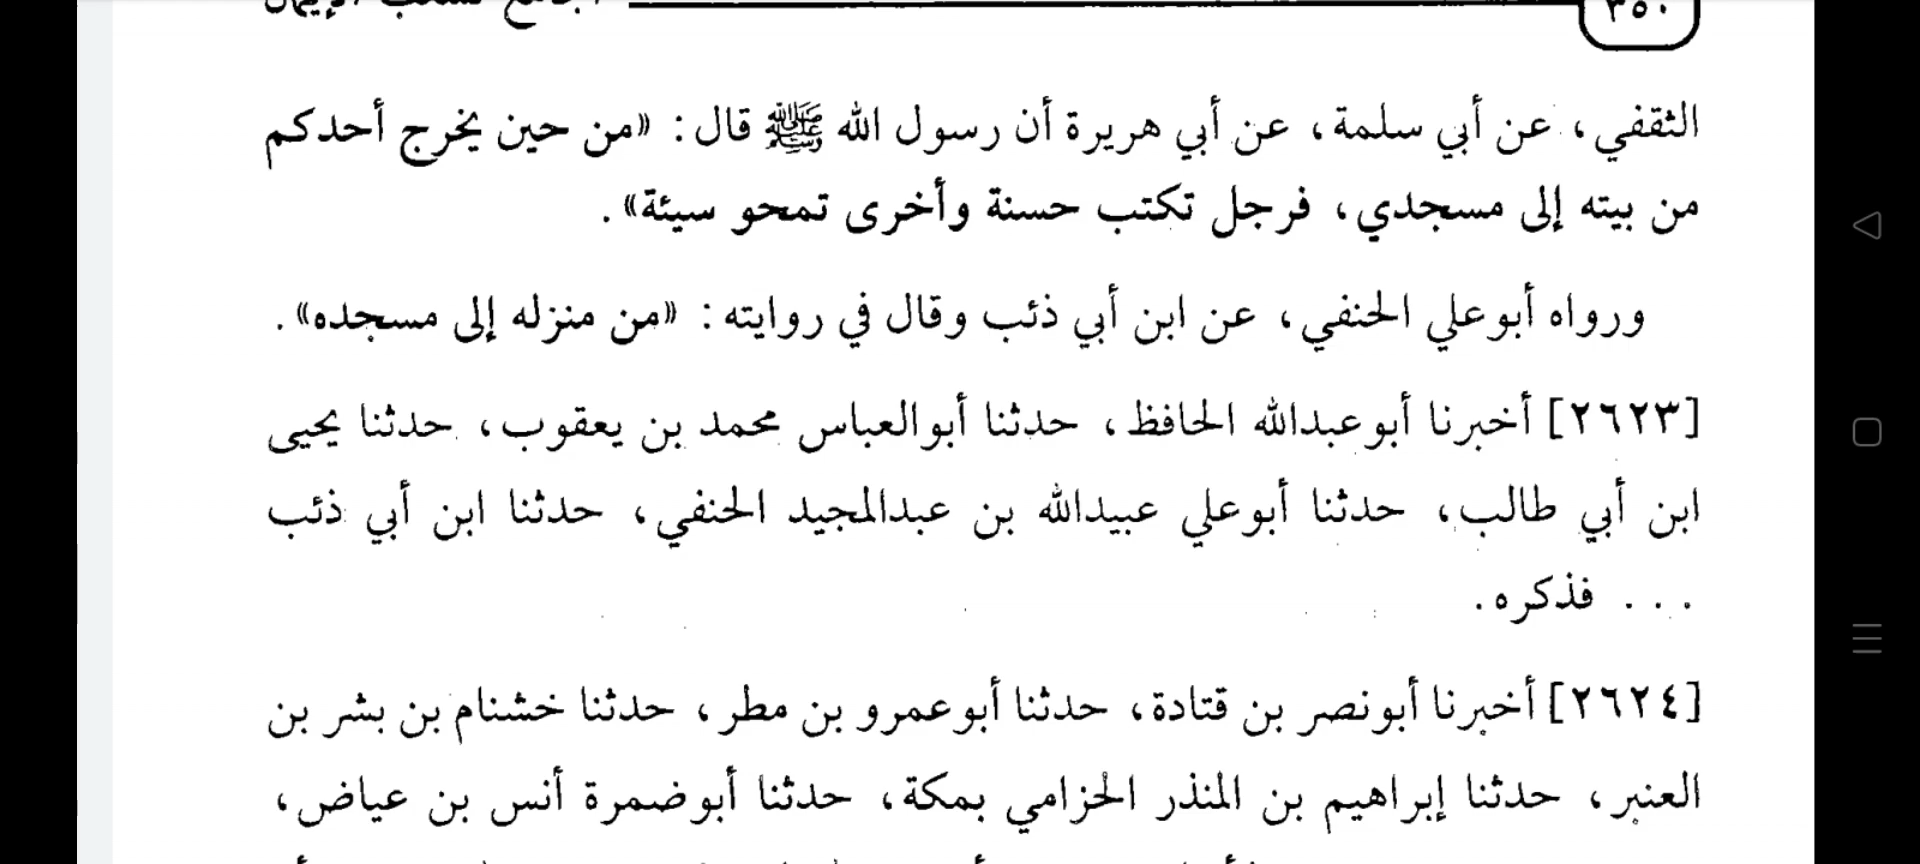 ٣٥٠
الثقفي، عن أبي سلمة، عن أبي هريرة أن رسول الله ﷺ قال: «من حين يخرج أحدكم
من بيته إلى مسجدي، فرجل تكتب حسنة وأخرى تمحو سيئة».
ورواه أبوعلي الحنفي، عن ابن أبي ذئب وقال في روايته: «من منزله إلى مسجده».
[٢٦٢٣] أخبرنا أبوعبدالله الحافظ، حدثنا أبوالعباس محمد بن يعقوب، حدثنا يحيى
ابن أبي طالب، حدثنا أبوعلي عبيدالله بن عبدالمجيد الحنفي، حدثنا ابن أبي ذئب
... فذكره.
[٢٦٢٤] أخبرنا أبونصر بن قتادة، حدثنا أبوعمرو بن مطر، حدثنا خشنام بن بشر بن
العنبر، حدثنا إبراهيم بن المنذر الحزامي بمكة، حدثنا أبوضمرة أنس بن عياض،